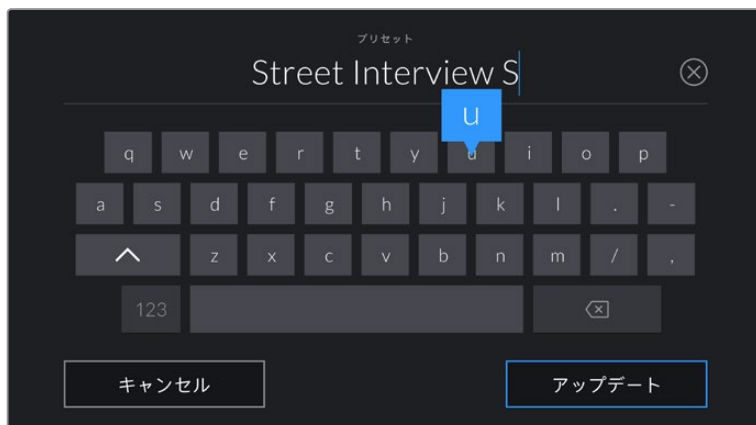 プリセット
Street Interview S
u
q w e r t y u i o p
a s d f g h j k l . -
z x c v b n m / ,
123
キャンセル アップデート